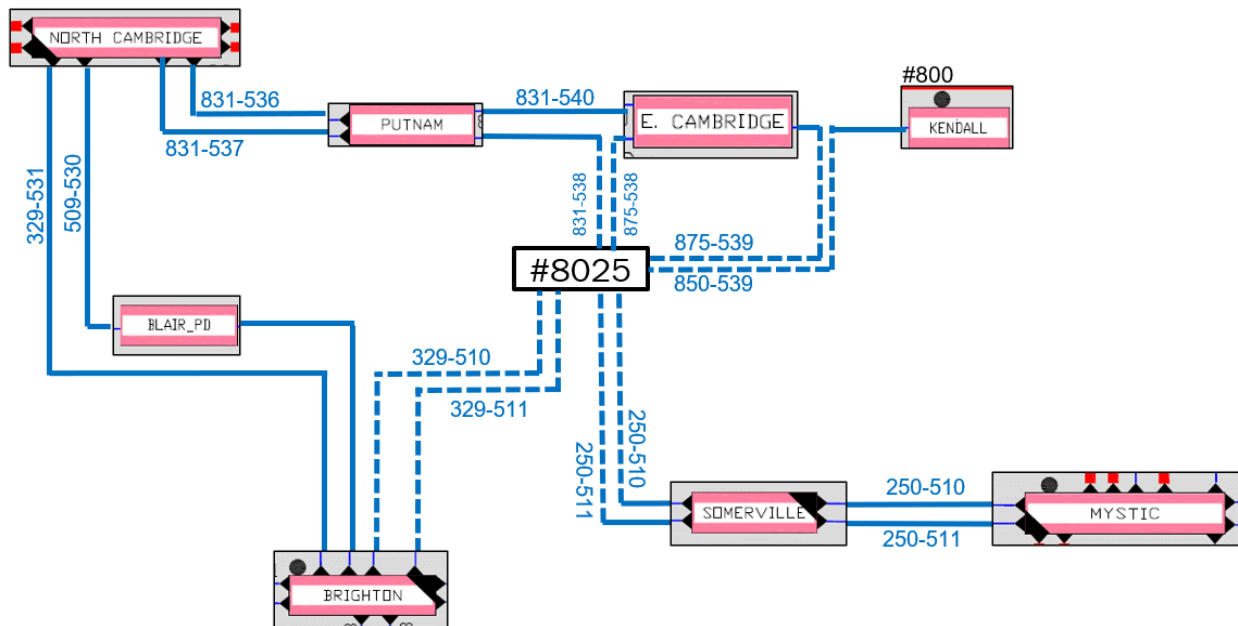 NORTH CAMBRIDGE
#800
831-536
831-540
PUTNAM
E. CAMBRIDGE
KENDALL
831-537
329-531
509-530
831-538
875-538
875-539
#8025
850-539
BLAIR_PD
329-510
329-511
250-511
250-510
SOMERVILLE
250-510
MYSTIC
250-511
BRIGHTON